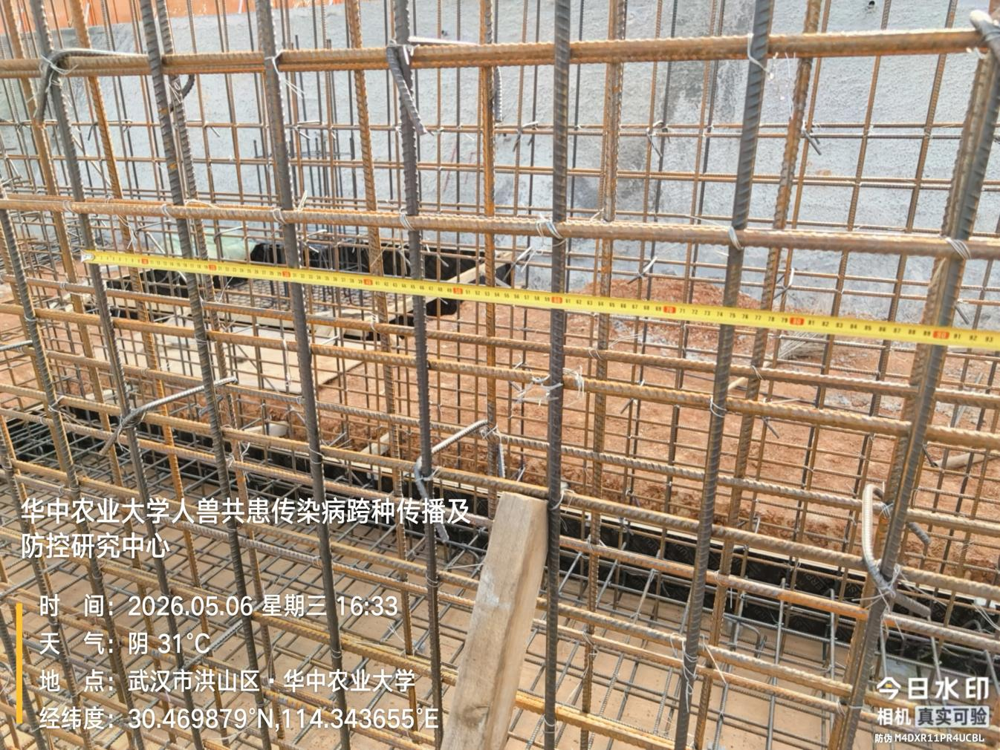 华中农业大学人兽共患传染病跨种传播及
防控研究中心
时 间：2026.05.06 星期三 16:33
天 气：阴 31℃
地 点：武汉市洪山区·华中农业大学
经纬度：30.469879°N,114.343655°E
今日水印
相机 真实可验
防伪 M4DXR11PR4UCBL